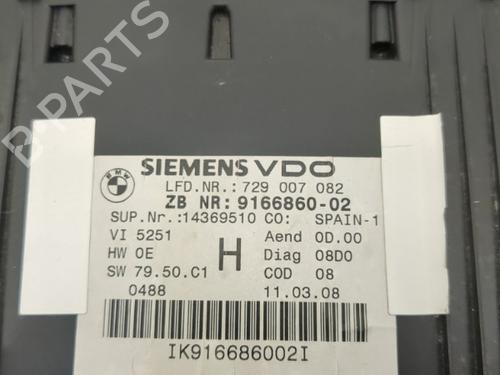 B-PARTS
BMW
SIEMENS VDO
LFD.NR.: 729 007 082
ZB NR: 9166860-02
SUP.Nr.:14369510 CO: SPAIN-1
VI 5251 Aend 0D.00
HW 0E H Diag 08D0
SW 79.50.C1 COD 08
0488 11.03.08
IK916686002I